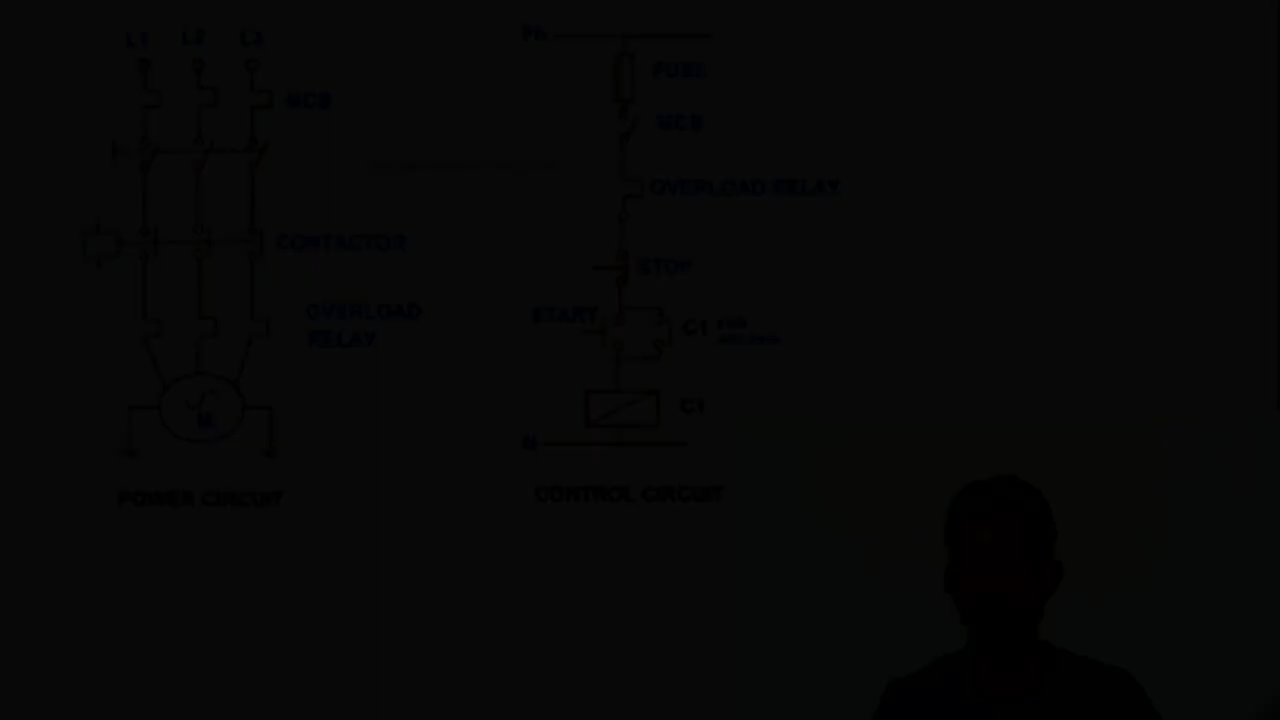 L1 L2 L3
MCB
CONTACTOR
OVERLOAD
RELAY
M
POWER CIRCUIT
Ph
FUSE
MCB
OVERLOAD RELAY
STOP
START
C1
C1
N
CONTROL CIRCUIT